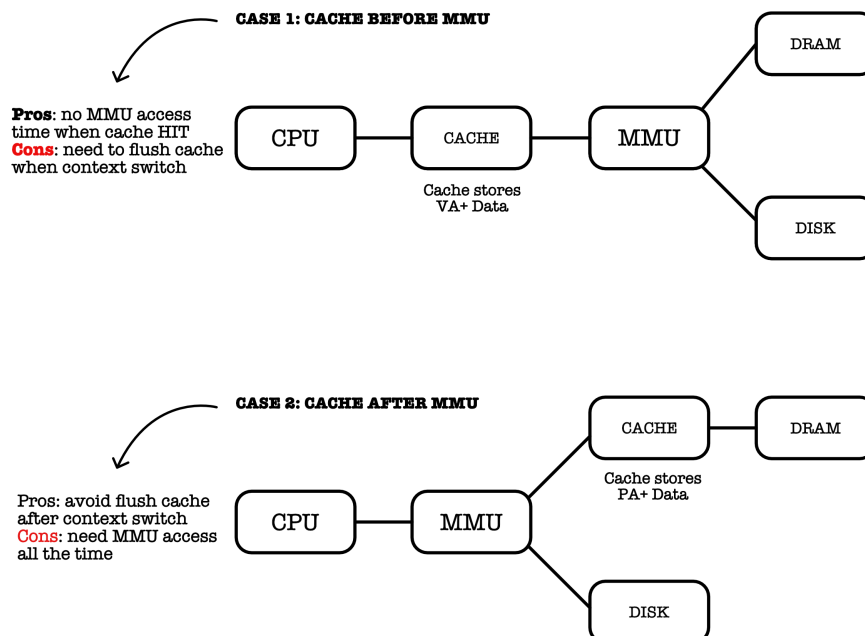 CASE 1: CACHE BEFORE MMU
Pros: no MMU access
time when cache HIT
Cons: need to flush cache
when context switch
CPU
CACHE
MMU
DRAM
DISK
Cache stores
VA+ Data
CASE 2: CACHE AFTER MMU
Pros: avoid flush cache
after context switch
Cons: need MMU access
all the time
CPU
MMU
CACHE
DRAM
Cache stores
PA+ Data
DISK